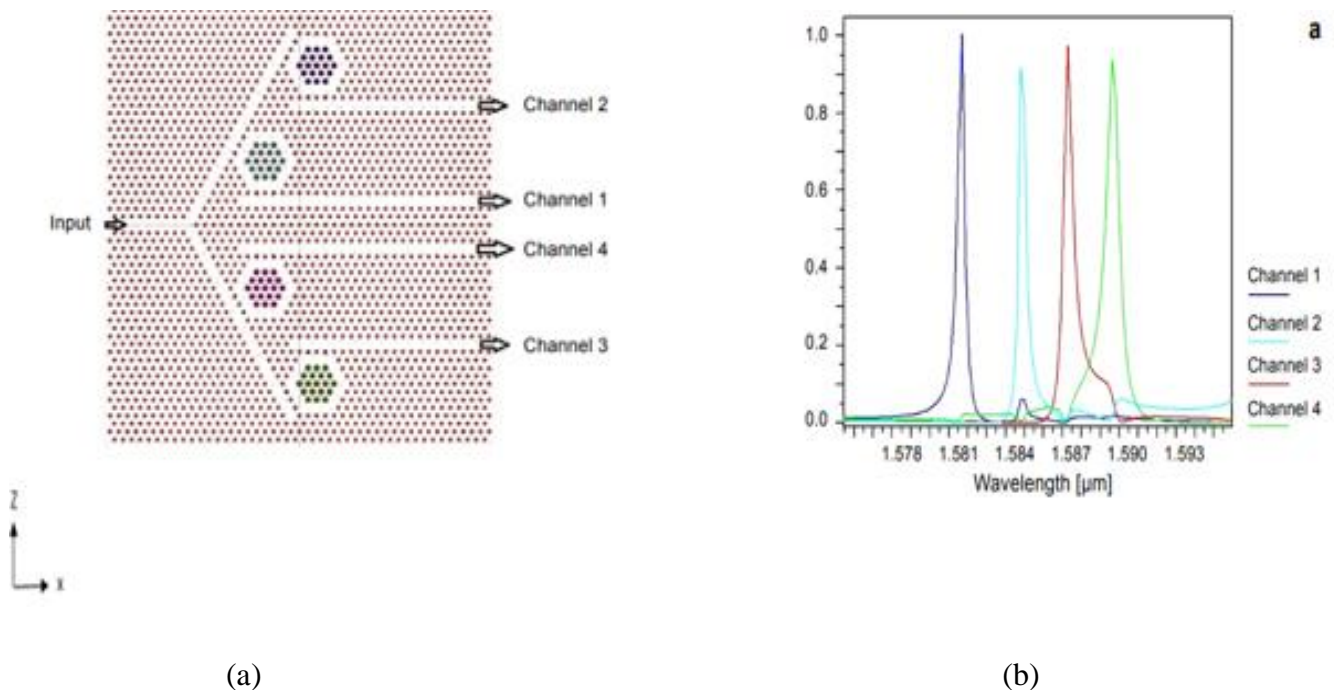 Channel 2
Input
Channel 1
Channel 4
Channel 3
Z
X
(a)
a
1.0
0.8
0.6
0.4
0.2
0.0
1.578 1.581 1.584 1.587 1.590 1.593
Wavelength [µm]
Channel 1
Channel 2
Channel 3
Channel 4
(b)